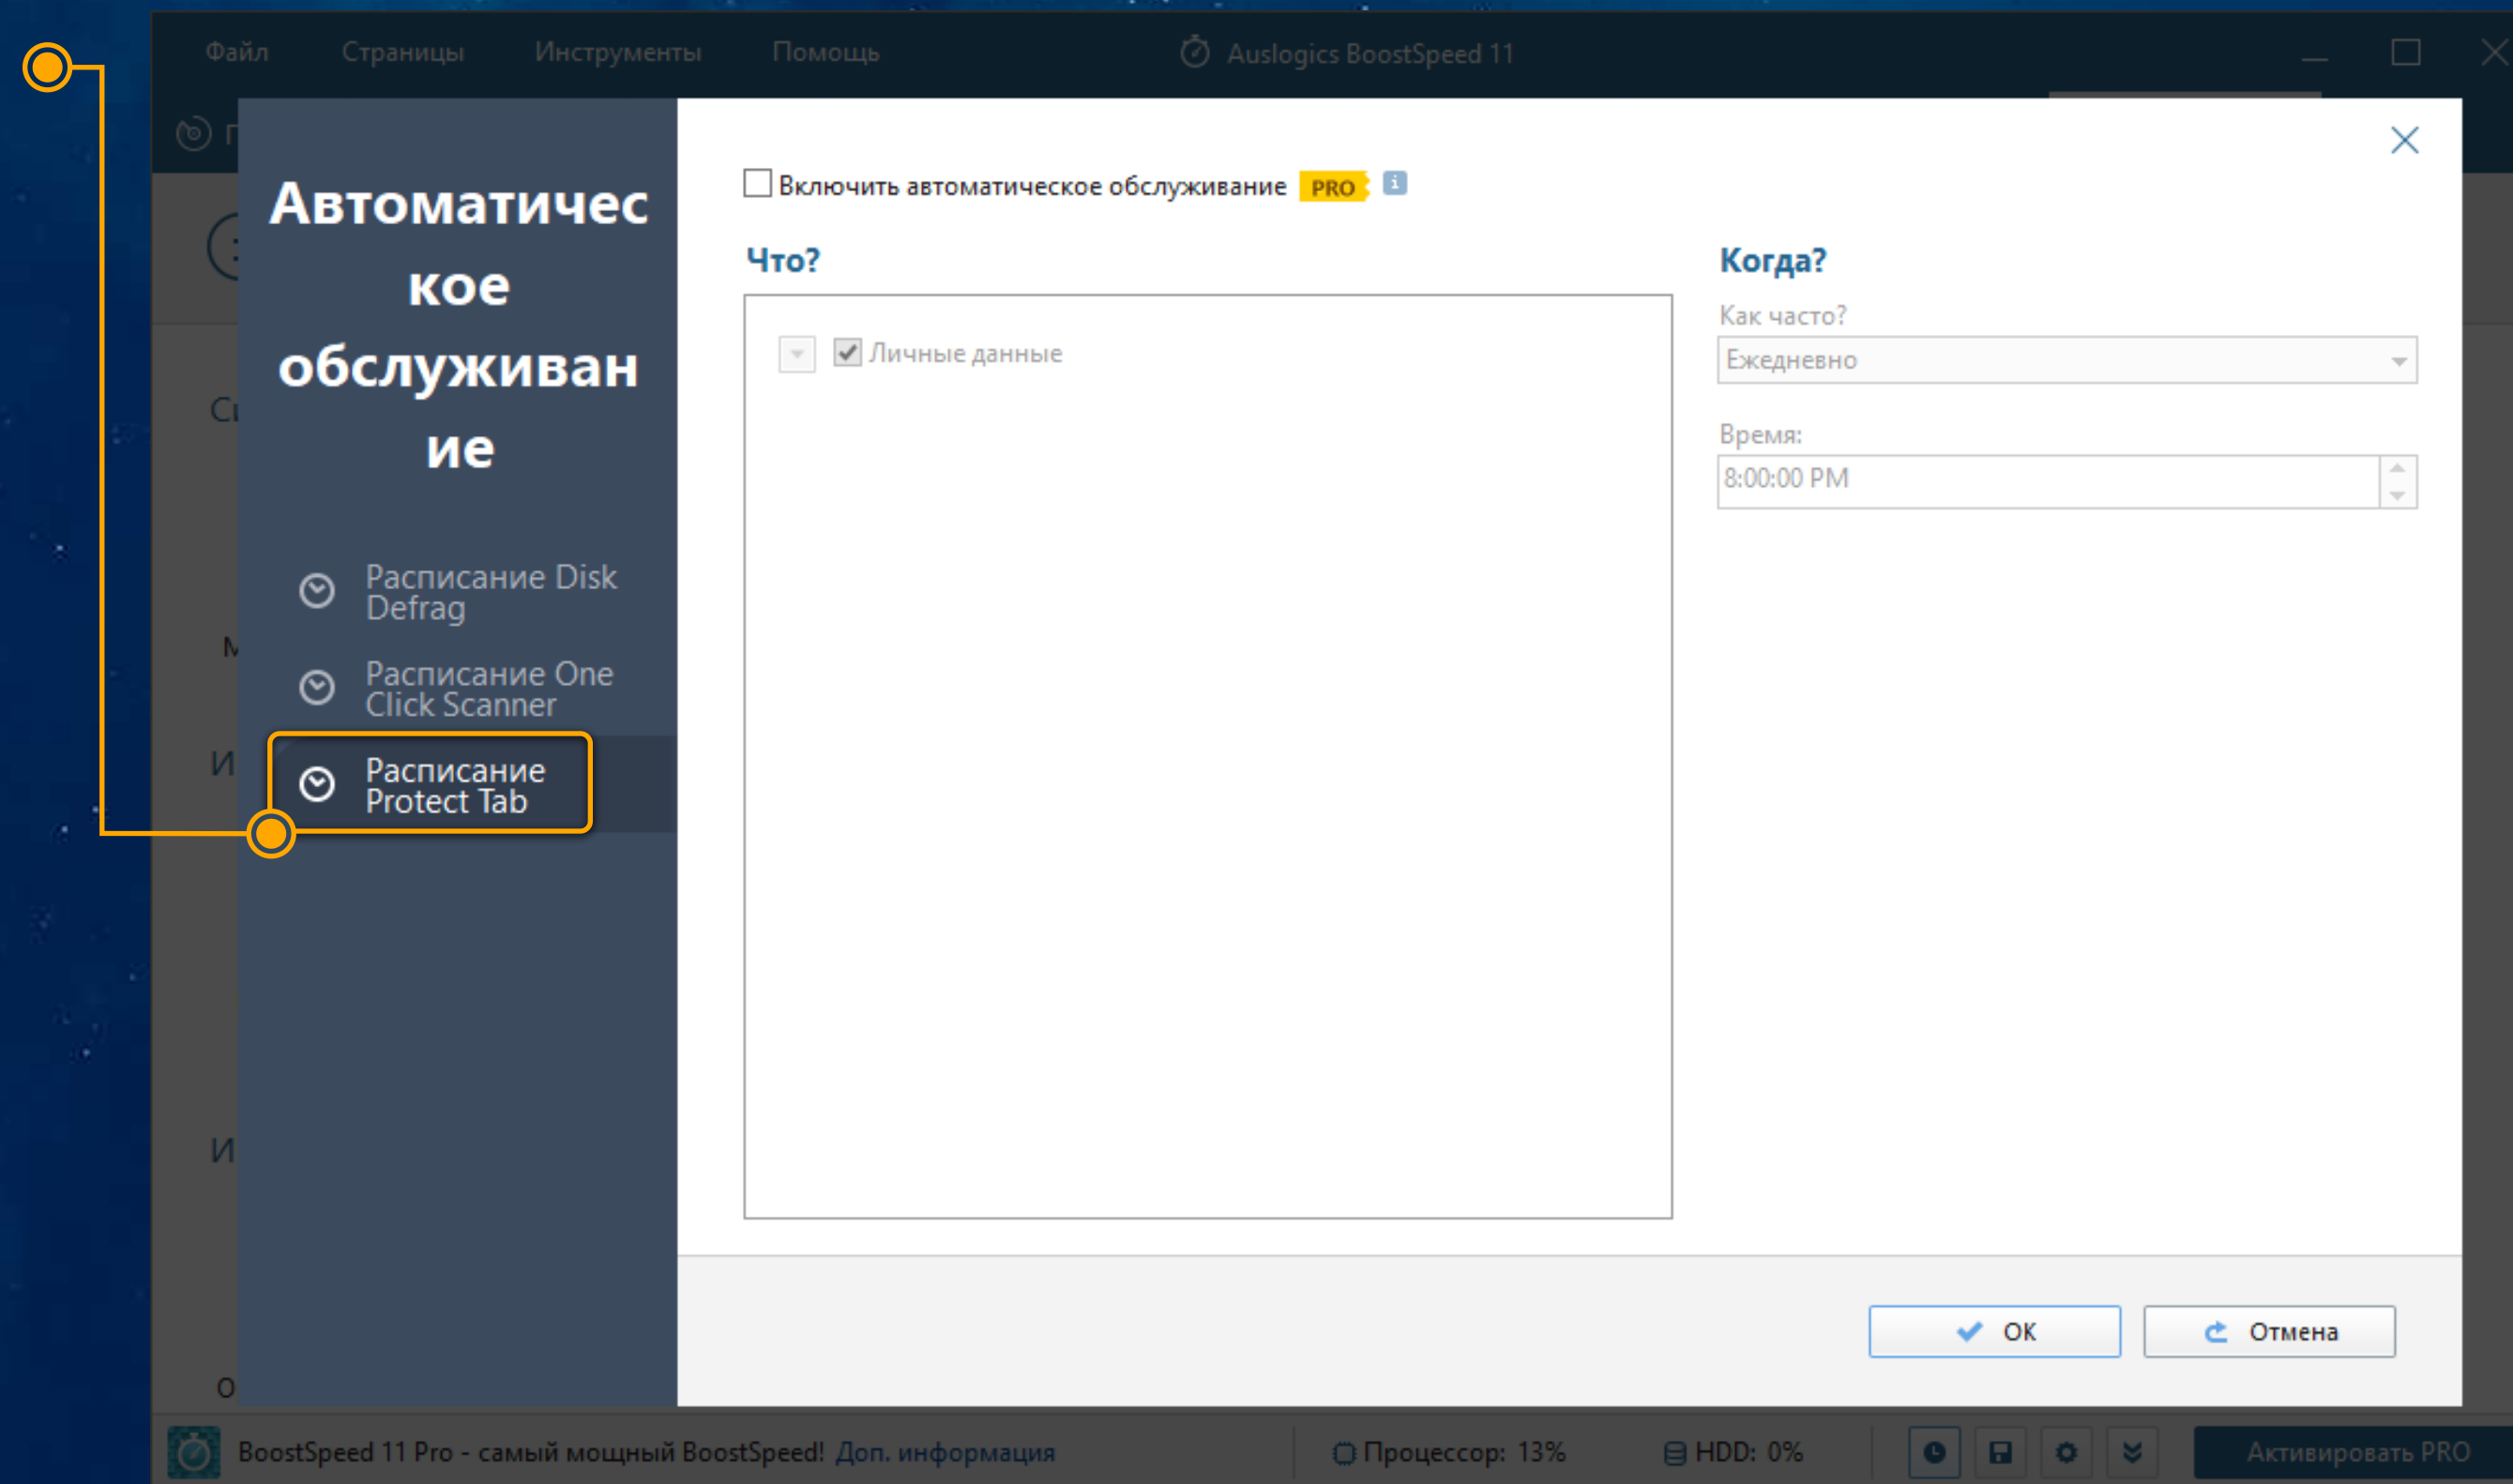 Файл Страницы Инструменты Помощь Auslogics BoostSpeed 11
Автоматичес
кое
обслуживан
ие
Расписание Disk
Defrag
Расписание One
Click Scanner
Расписание
Protect Tab
Включить автоматическое обслуживание PRO
Что?
Личные данные
Когда?
Как часто?
Ежедневно
Время:
8:00:00 PM
OK Отмена
BoostSpeed 11 Pro - самый мощный BoostSpeed! Доп. информация Процессор: 13% HDD: 0% Активировать PRO